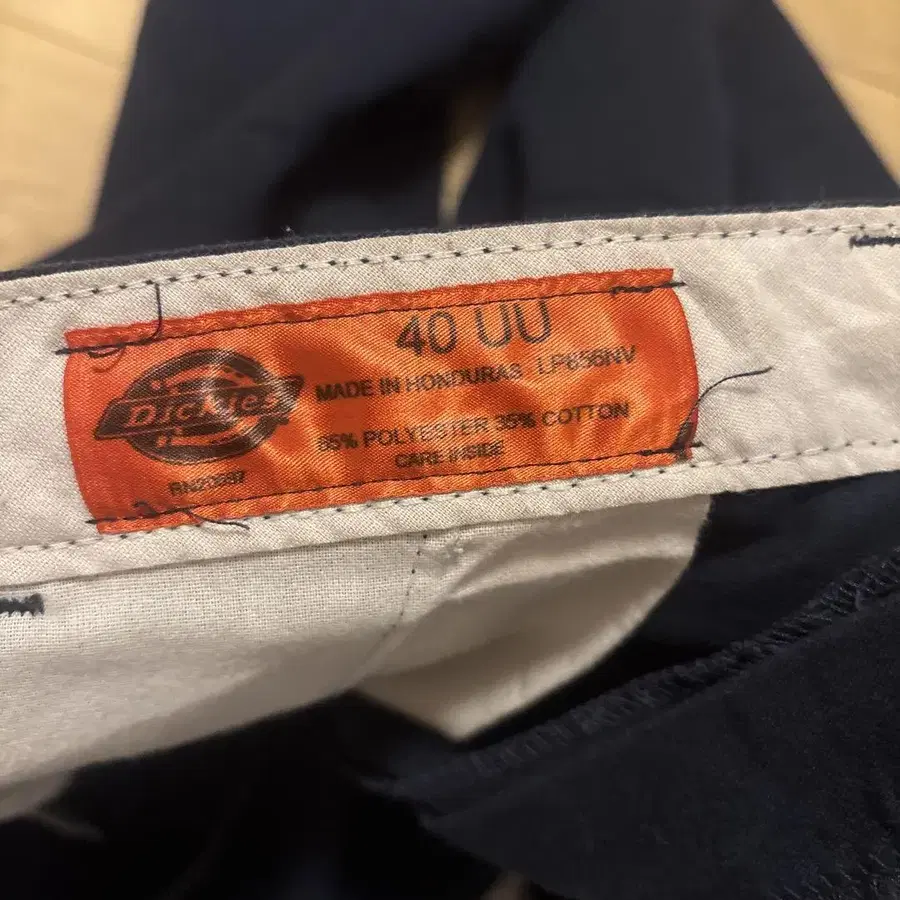 40 UU
MADE IN HONDURAS LP856NV
Dickies
65% POLYESTER 35% COTTON
CARE INSIDE